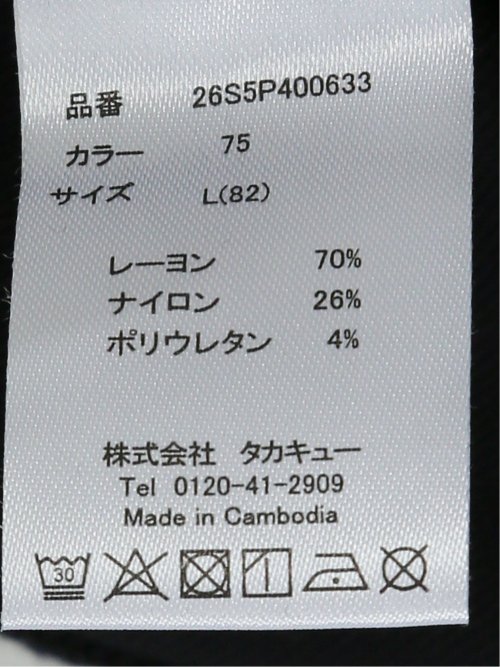 品番 26S5P400633
カラー 75
サイズ L(82)
レーヨン 70%
ナイロン 26%
ポリウレタン 4%
株式会社 タカキュー
Tel 0120-41-2909
Made in Cambodia
30